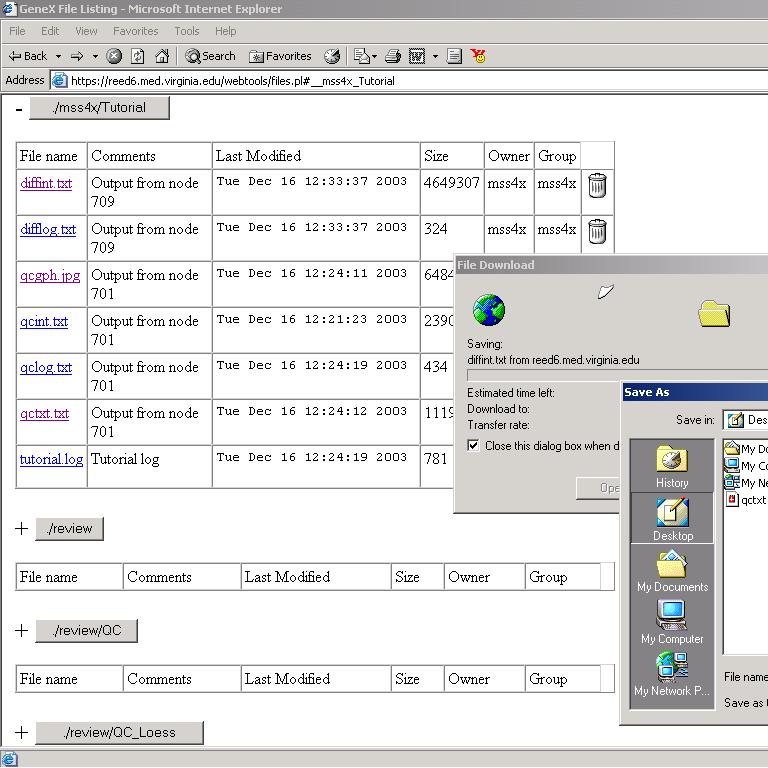 GeneX File Listing - Microsoft Internet Explorer
File Edit View Favorites Tools Help
Back Search Favorites
Address https://reed6.med.virginia.edu/webtools/files.pl#__mss4x_Tutorial
- ./mss4x/Tutorial
File name Comments Last Modified Size Owner Group
diffint.txt Output from node 709 Tue Dec 16 12:33:37 2003 4649307 mss4x mss4x
difflog.txt Output from node 709 Tue Dec 16 12:33:37 2003 324 mss4x mss4x
qcgph.jpg Output from node 701 Tue Dec 16 12:24:11 2003 6484
qcint.txt Output from node 701 Tue Dec 16 12:21:23 2003 2390
qclog.txt Output from node 701 Tue Dec 16 12:24:19 2003 434
qctxt.txt Output from node 701 Tue Dec 16 12:24:12 2003 1119
tutorial.log Tutorial log Tue Dec 16 12:24:19 2003 781
File Download
Saving:
diffint.txt from reed6.med.virginia.edu
Estimated time left:
Download to:
Transfer rate:
Close this dialog box when d
Ope
Save As
Save in: Des
History
Desktop
My Documents
My Computer
My Network P...
My Do
My Co
My Ne
qctxt
File name
Save as
+ ./review
File name Comments Last Modified Size Owner Group
+ ./review/QC
File name Comments Last Modified Size Owner Group
+ ./review/QC_Loess